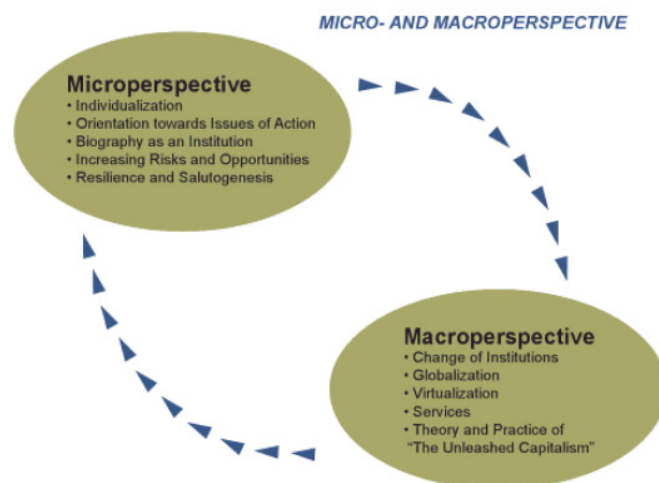 MICRO- AND MACROPERSPECTIVE
Microperspective
• Individualization
• Orientation towards Issues of Action
• Biography as an Institution
• Increasing Risks and Opportunities
• Resilience and Salutogenesis
Macroperspective
• Change of Institutions
• Globalization
• Virtualization
• Services
• Theory and Practice of
"The Unleashed Capitalism"